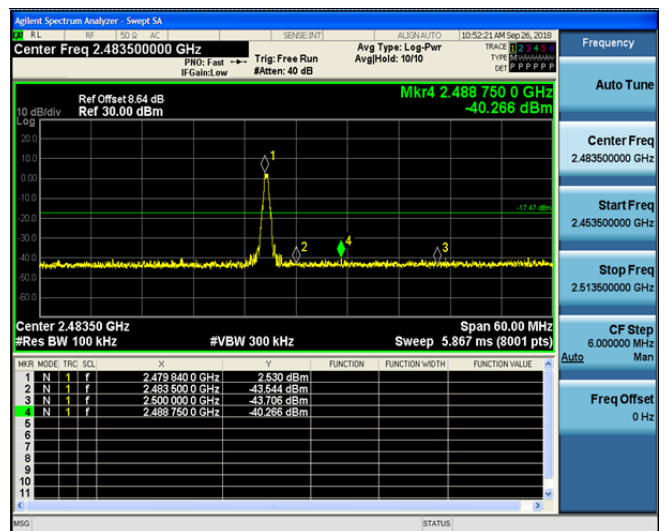 Agilent Spectrum Analyzer - Swept SA
RL RF 50 Ω AC SENSE:INT ALIGN AUTO 10:52:21 AM Sep 26, 2018
Center Freq 2.483500000 GHz
PNO: Fast
IFGain:Low
Trig: Free Run
#Atten: 40 dB
Avg Type: Log-Pwr
Avg|Hold: 10/10
TRACE 1 2 3 4 5 6
TYPE M
DET P P P P P P
Frequency
Mkr4 2.488 750 0 GHz
-40.266 dBm
Ref Offset 8.64 dB
10 dB/div Ref 30.00 dBm
Log
20.0
10.0
0.00
-10.0
-20.0
-30.0
-40.0
-50.0
-60.0
1
2
4
3
-17.47 dBm
Center 2.48350 GHz Span 60.00 MHz
#Res BW 100 kHz #VBW 300 kHz Sweep 5.867 ms (8001 pts)
MKR MODE TRC SCL X Y FUNCTION FUNCTION WIDTH FUNCTION VALUE
1 N 1 f 2.479 840 0 GHz 2.530 dBm
2 N 1 f 2.483 500 0 GHz -43.544 dBm
3 N 1 f 2.500 000 0 GHz -43.706 dBm
4 N 1 f 2.488 750 0 GHz -40.266 dBm
5
6
7
8
9
10
11
MSG STATUS
Auto Tune
Center Freq
2.483500000 GHz
Start Freq
2.453500000 GHz
Stop Freq
2.513500000 GHz
CF Step
6.000000 MHz
Auto Man
Freq Offset
0 Hz